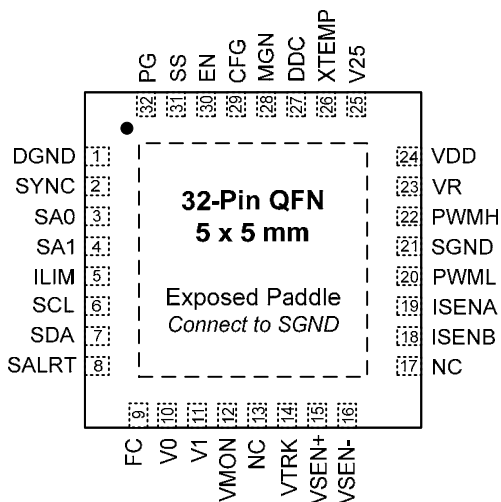 PG
SS
EN
CFG
MGN
DDC
XTEMP
V25
32
31
30
29
28
27
26
25
DGND 1
SYNC 2
SA0 3
SA1 4
ILIM 5
SCL 6
SDA 7
SALRT 8
32-Pin QFN
5 x 5 mm
Exposed Paddle
Connect to SGND
24 VDD
23 VR
22 PWMH
21 SGND
20 PWML
19 ISENA
18 ISENB
17 NC
9
10
11
12
13
14
15
16
FC
V0
V1
VMON
NC
VTRK
VSEN+
VSEN-